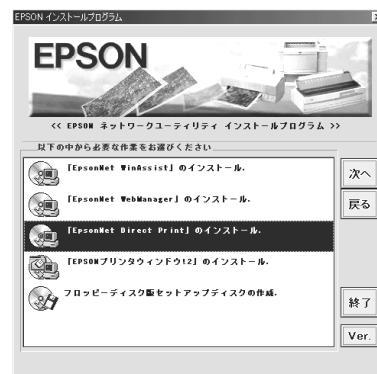 EPSON インストールプログラム
EPSON
<< EPSON ネットワークユーティリティ インストールプログラム >>
以下の中から必要な作業をお選びください
「EpsonNet WinAssist」のインストール.
「EpsonNet WebManager」のインストール.
「EpsonNet Direct Print」のインストール.
「EPSONプリンタウィンドウ!2」のインストール.
フロッピーディスク版セットアップディスクの作成.
次へ
戻る
終了
Ver.